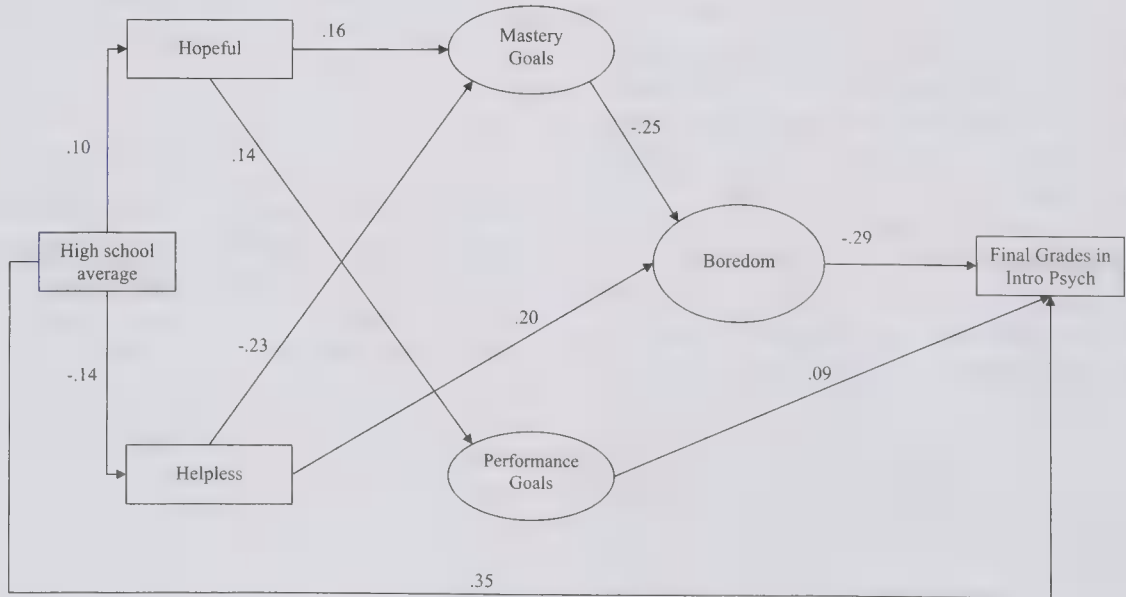 Hopeful
.16
Mastery
Goals
-.25
.10
.14
High school
average
Boredom
-.29
Final Grades in
Intro Psych
.20
-.23
-.14
.09
Helpless
Performance
Goals
.35